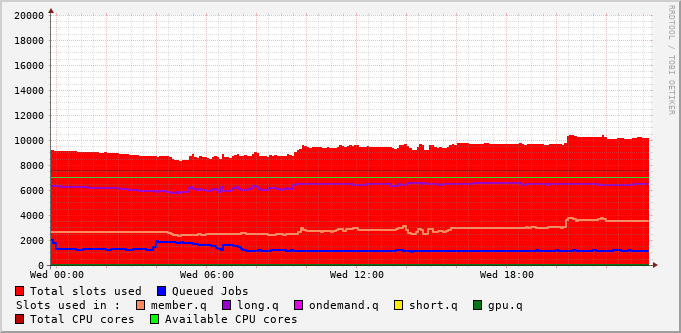 RRDTOOL / TOBI OETIKER
20000
18000
16000
14000
12000
10000
8000
6000
4000
2000
0
Wed 00:00 Wed 06:00 Wed 12:00 Wed 18:00
Total slots used Queued Jobs
Slots used in : member.q long.q ondemand.q short.q gpu.q
Total CPU cores Available CPU cores